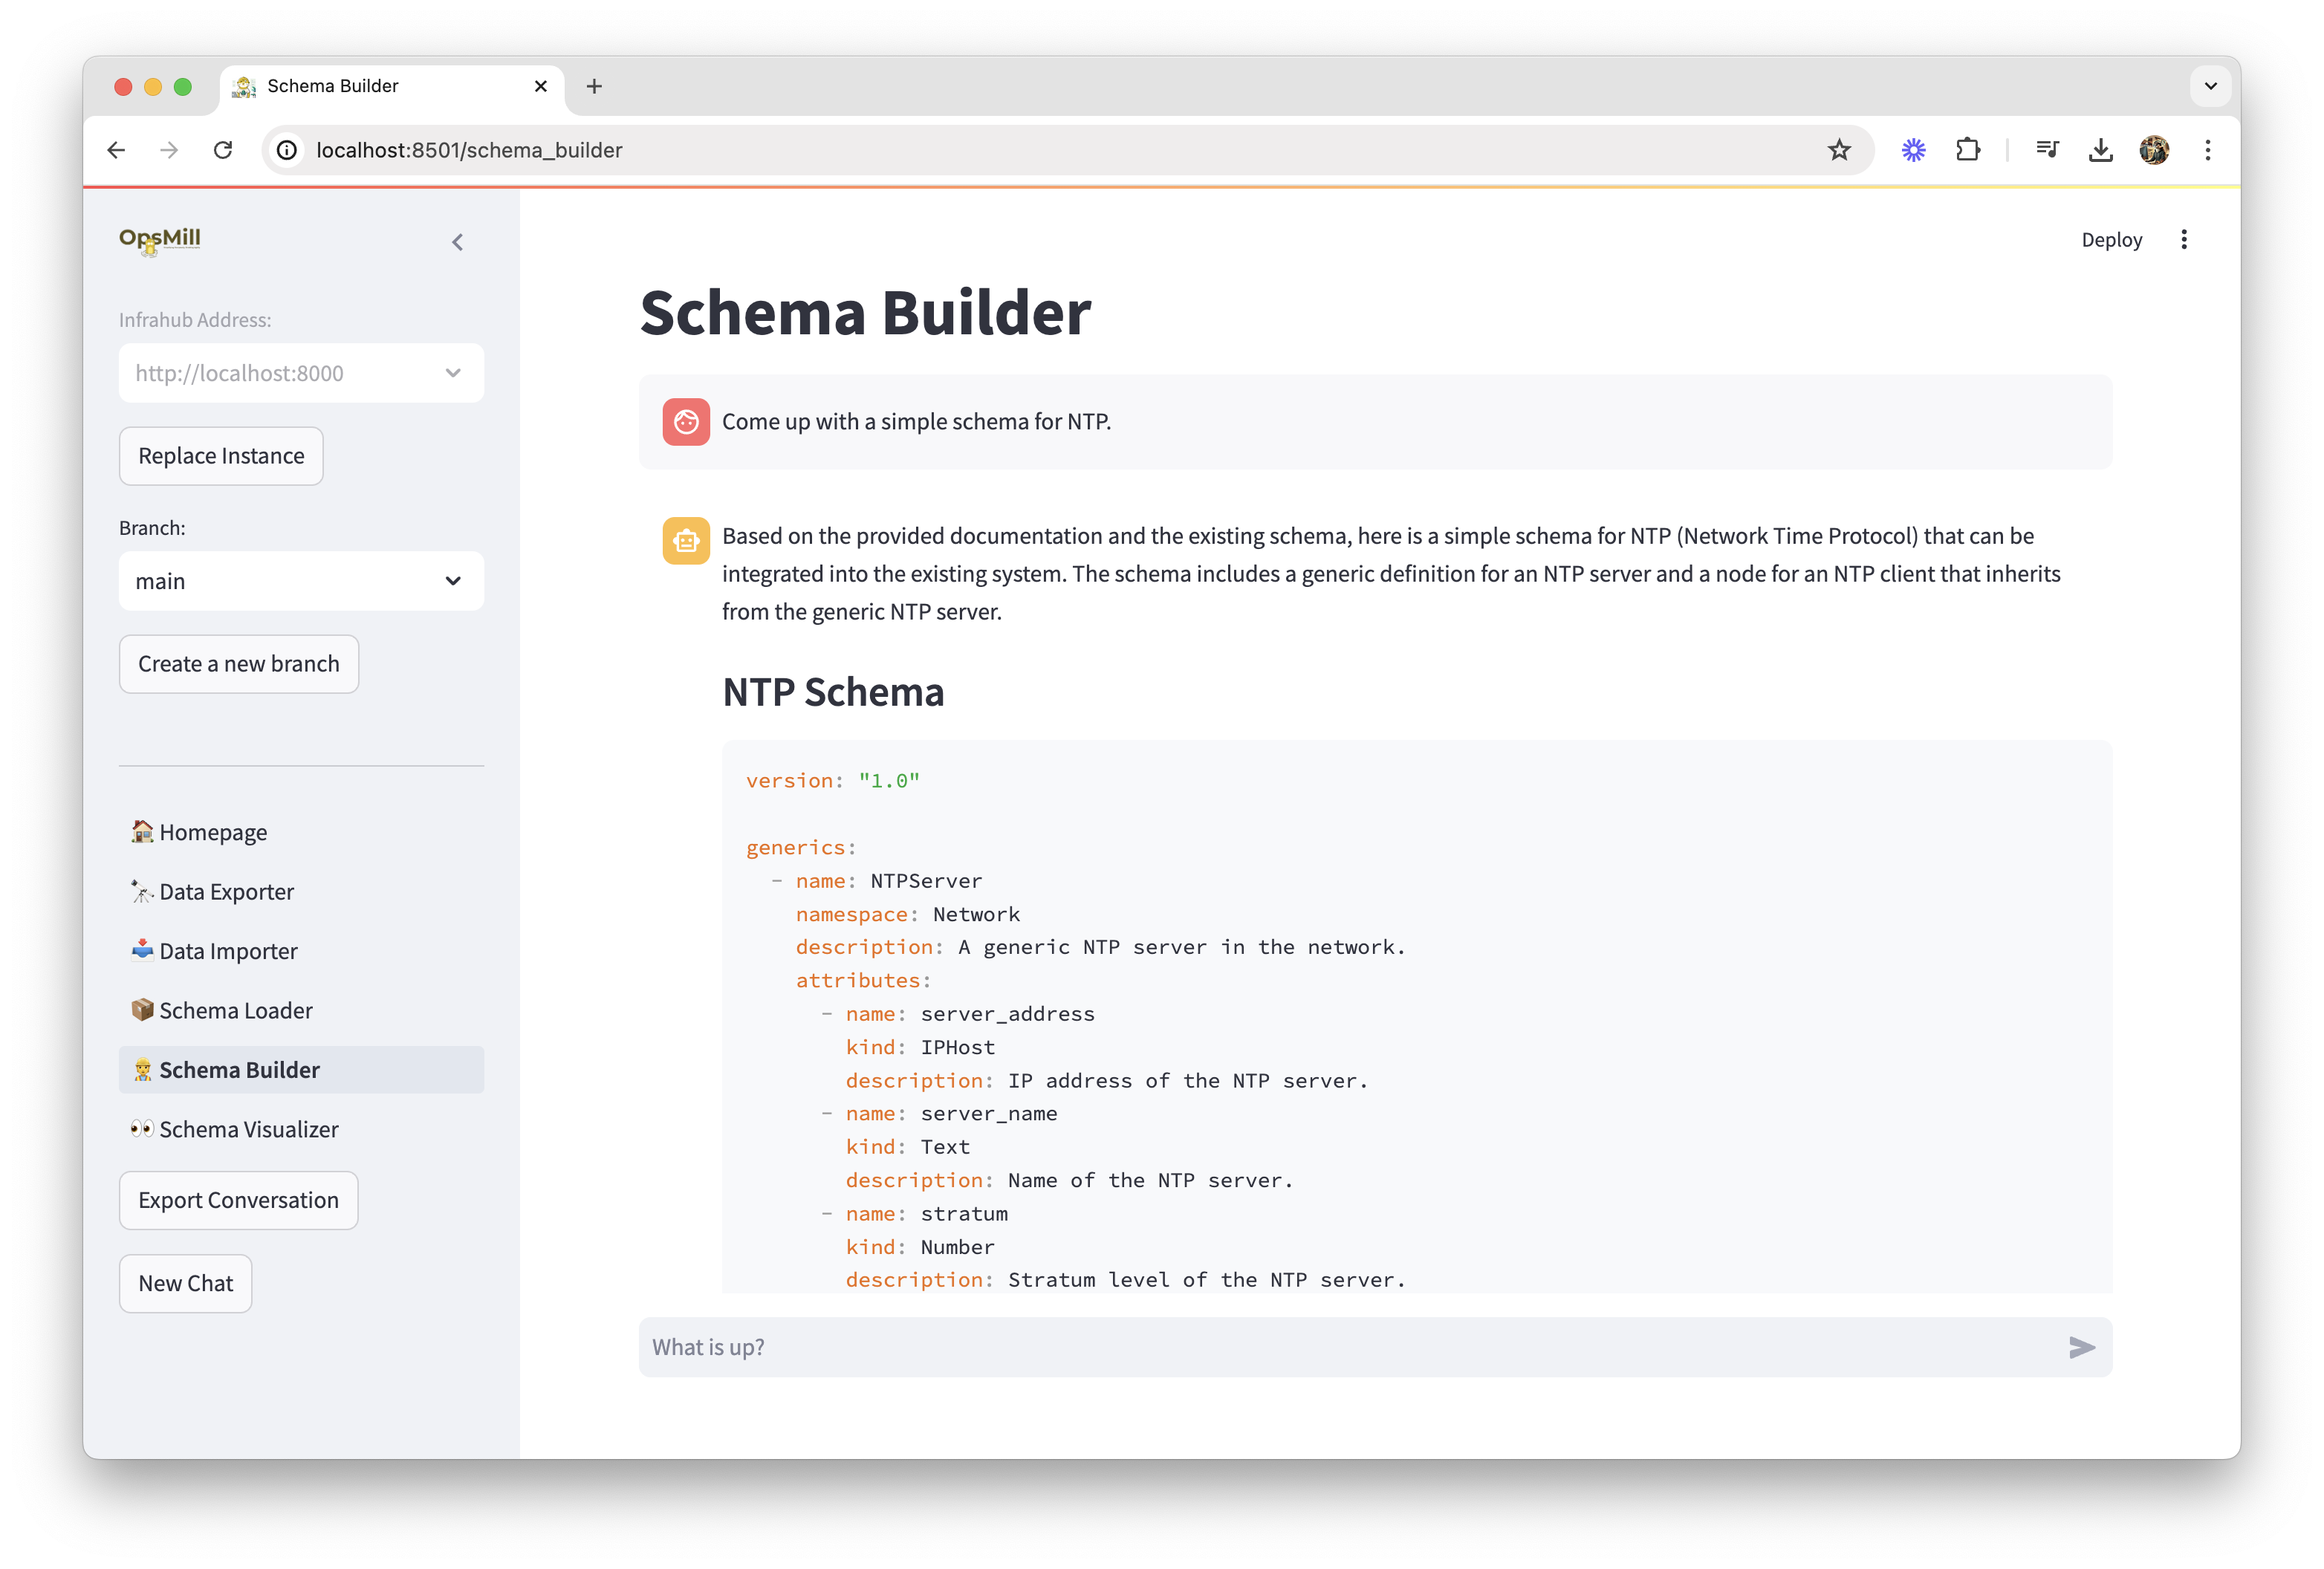 Schema Builder
localhost:8501/schema_builder
OpsMill
Infrahub Address:
http://localhost:8000
Replace Instance
Branch:
main
Create a new branch
Homepage
Data Exporter
Data Importer
Schema Loader
Schema Builder
Schema Visualizer
Export Conversation
New Chat
Deploy
Schema Builder
Come up with a simple schema for NTP.
Based on the provided documentation and the existing schema, here is a simple schema for NTP (Network Time Protocol) that can be
integrated into the existing system. The schema includes a generic definition for an NTP server and a node for an NTP client that inherits
from the generic NTP server.
NTP Schema
version: "1.0"
generics:
- name: NTPServer
namespace: Network
description: A generic NTP server in the network.
attributes:
- name: server_address
kind: IPHost
description: IP address of the NTP server.
- name: server_name
kind: Text
description: Name of the NTP server.
- name: stratum
kind: Number
description: Stratum level of the NTP server.
What is up?